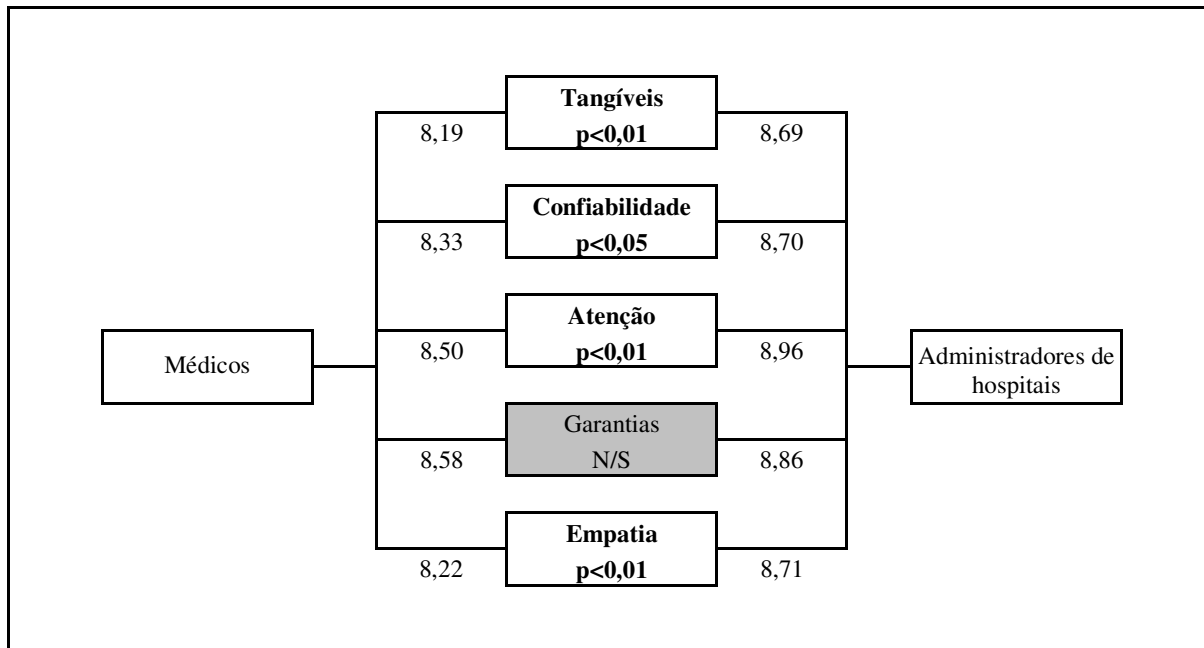 Tangíveis
p<0,01
8,19
8,69
Confiabilidade
p<0,05
8,33
8,70
Atenção
p<0,01
8,50
8,96
Médicos
Administradores de
hospitais
Garantias
N/S
8,58
8,86
Empatia
p<0,01
8,22
8,71